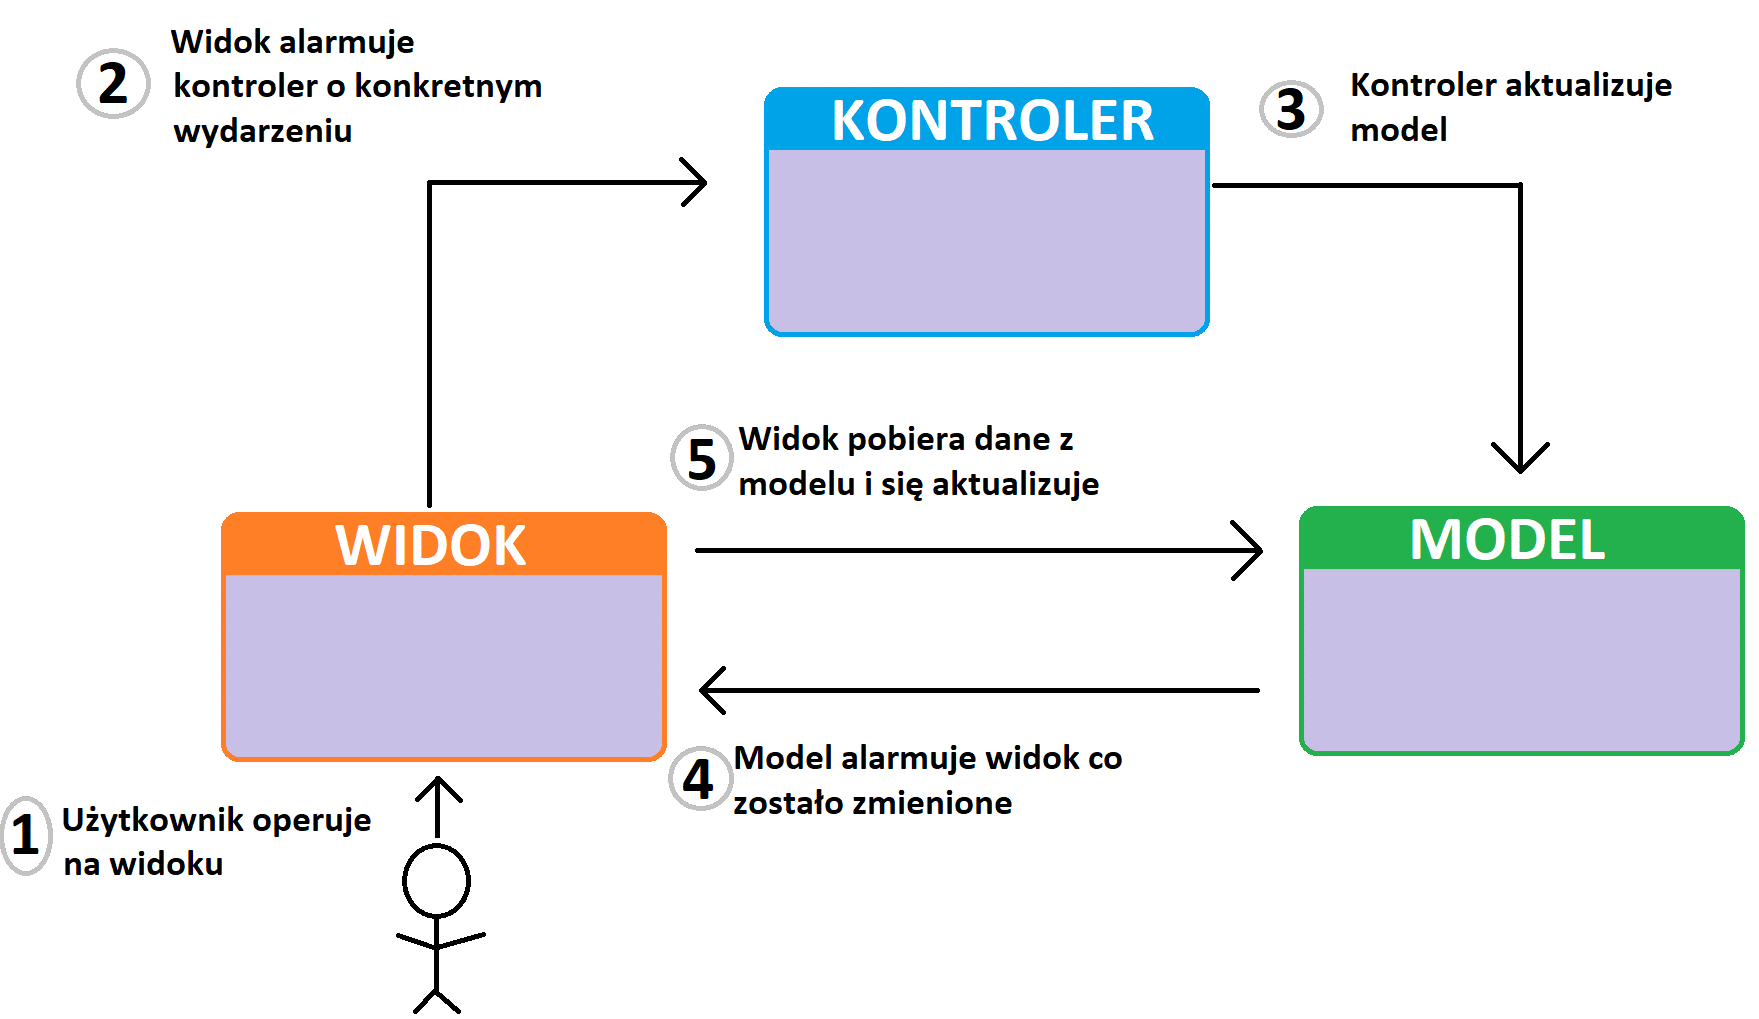 2
Widok alarmuje
kontroler o konkretnym
wydarzeniu
KONTROLER
3
Kontroler aktualizuje
model
5
Widok pobiera dane z
modelu i się aktualizuje
WIDOK
MODEL
4
Model alarmuje widok co
zostało zmienione
1
Użytkownik operuje
na widoku